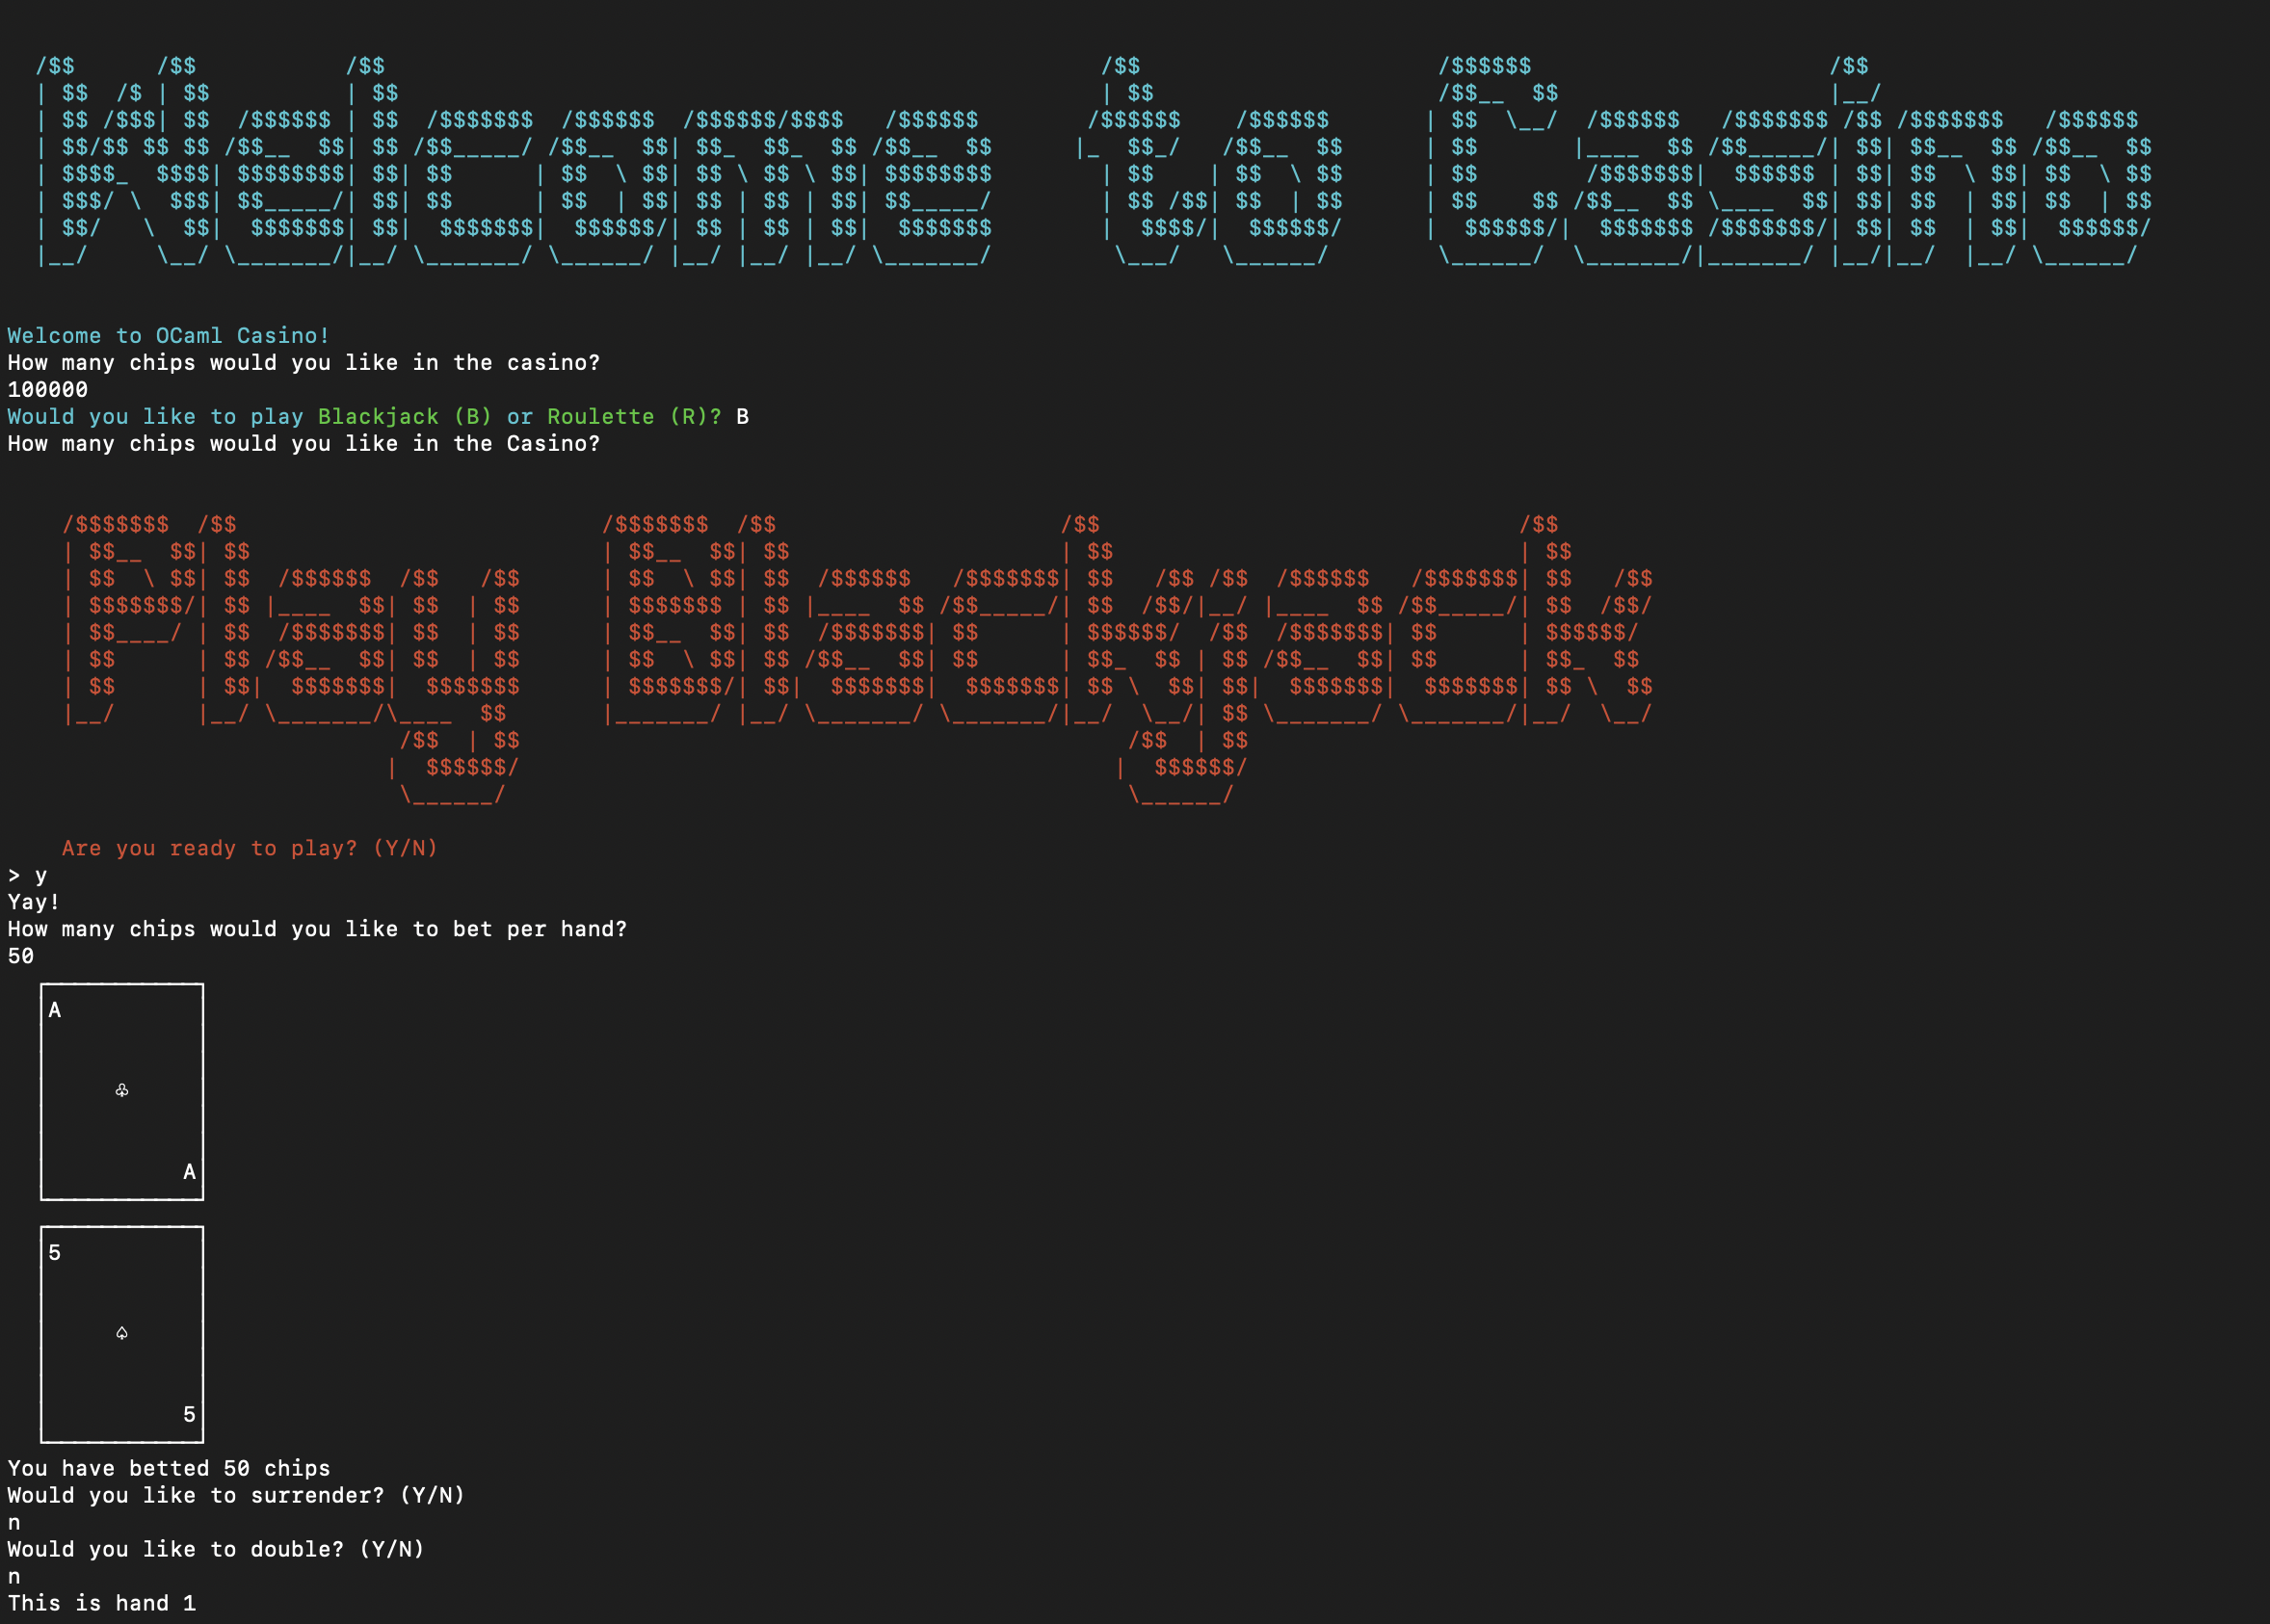 Welcome to Casino
Welcome to OCaml Casino!
How many chips would you like in the casino?
100000
Would you like to play Blackjack (B) or Roulette (R)? B
How many chips would you like in the Casino?
Play Blackjack
Are you ready to play? (Y/N)
> y
Yay!
How many chips would you like to bet per hand?
50
A
♧
A
5
♤
5
You have betted 50 chips
Would you like to surrender? (Y/N)
n
Would you like to double? (Y/N)
n
This is hand 1